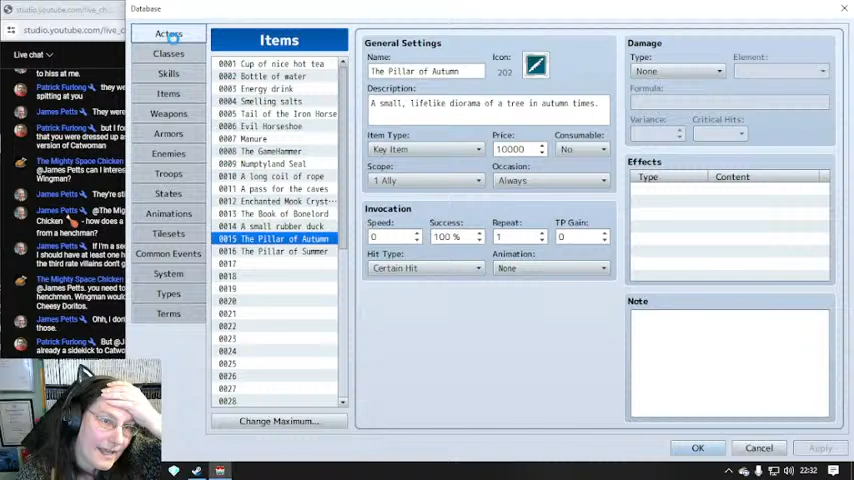 studio.youtube.com/live_ch...
studio.youtube.com/live_c
Live chat
to hiss at me.
Patrick Furlong they we
spitting at you
James Petts They were
Patrick Furlong but I fo
that you were dressed up as
version of Catwoman
The Mighty Space Chicken
@James Petts can I interes
Wingman?
James Petts They're sti
James Petts @The Mig
Chicken - how does a
from a henchman?
James Petts If I'm a se
I should have at least one h
the third rate villains don't g
The Mighty Space Chicken
@James Petts, you need to
henchmen. Wingman would
Cheesy Doritos.
James Petts Ohh, I don
those.
Patrick Furlong But Al
already a sidekick to Catwo
Database
Actors
Classes
Skills
Items
Weapons
Armors
Enemies
Troops
States
Animations
Tilesets
Common Events
System
Types
Terms
Items
0001 Cup of nice hot tea
0002 Bottle of water
0003 Energy drink
0004 Smelling salts
0005 Tail of the Iron Horse
0006 Evil Horseshoe
0007 Manure
0008 The GameHammer
0009 Numptyland Seal
0010 A long coil of rope
0011 A pass for the caves
0012 Enchanted Mook Cryst...
0013 The Book of Bonelord
0014 A small rubber duck
0015 The Pillar of Autumn
0016 The Pillar of Summer
0017
0018
0019
0020
0021
0022
0023
0024
0025
0026
0027
0028
Change Maximum...
General Settings
Name:
Icon:
The Pillar of Autumn
202
Description:
A small, lifelike diorama of a tree in autumn times.
Item Type:
Price:
Consumable:
Key Item
10000
No
Scope:
Occasion:
1 Ally
Always
Invocation
Speed:
Success:
Repeat:
TP Gain:
0
100 %
1
0
Hit Type:
Animation:
Certain Hit
None
Damage
Type:
Element:
None
Formula:
Variance:
Critical Hits:
Effects
Type
Content
Note
OK
Cancel
Apply
22:32